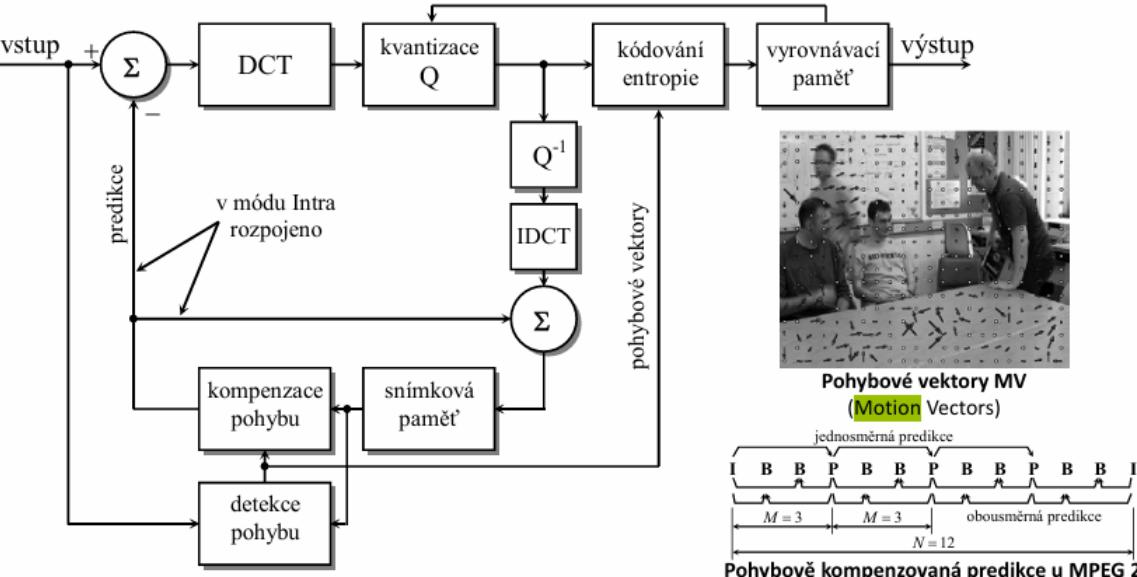 vstup
+
Σ
−
DCT
kvantizace
Q
kódování
entropie
vyrovnávací
paměť
výstup
Q⁻¹
IDCT
Σ
predikce
v módu Intra
rozpojeno
pohybové vektory
kompenzace
pohybu
snímková
paměť
detekce
pohybu
Pohybové vektory MV
(Motion Vectors)
jednosměrná predikce
I B B P B B P B B P B B I
M = 3
M = 3
obousměrná predikce
N = 12
Pohybově kompenzovaná predikce u MPEG 2